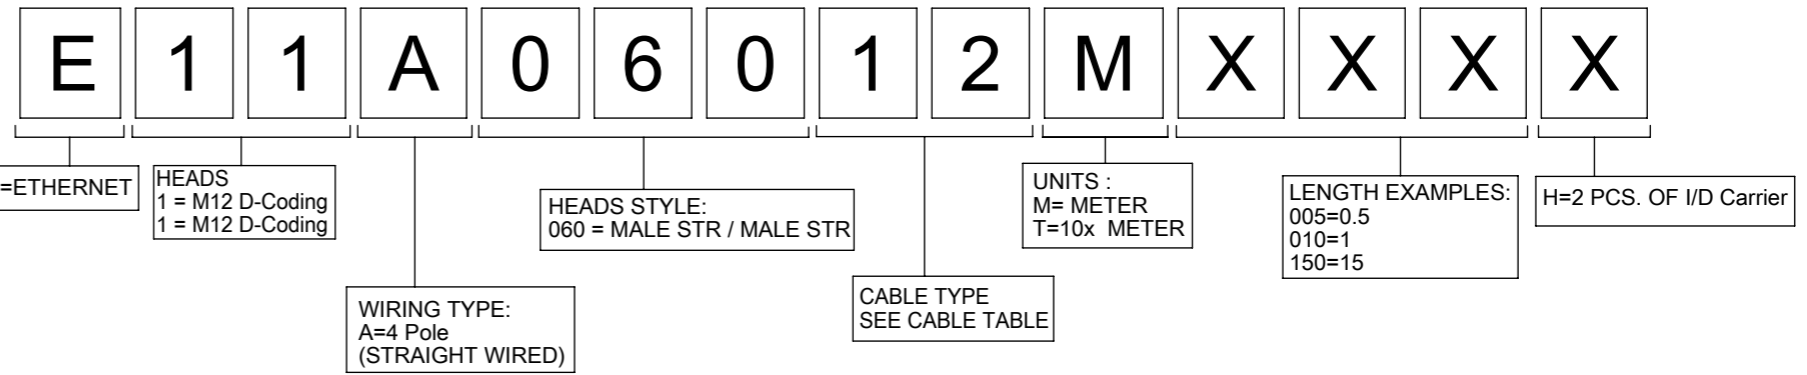 E 1 1 A 0 6 0 1 2 M X X X X
=ETHERNET
HEADS
1 = M12 D-Coding
1 = M12 D-Coding
WIRING TYPE:
A=4 Pole
(STRAIGHT WIRED)
HEADS STYLE:
060 = MALE STR / MALE STR
CABLE TYPE
SEE CABLE TABLE
UNITS :
M= METER
T=10x METER
LENGTH EXAMPLES:
005=0.5
010=1
150=15
H=2 PCS. OF I/D Carrier